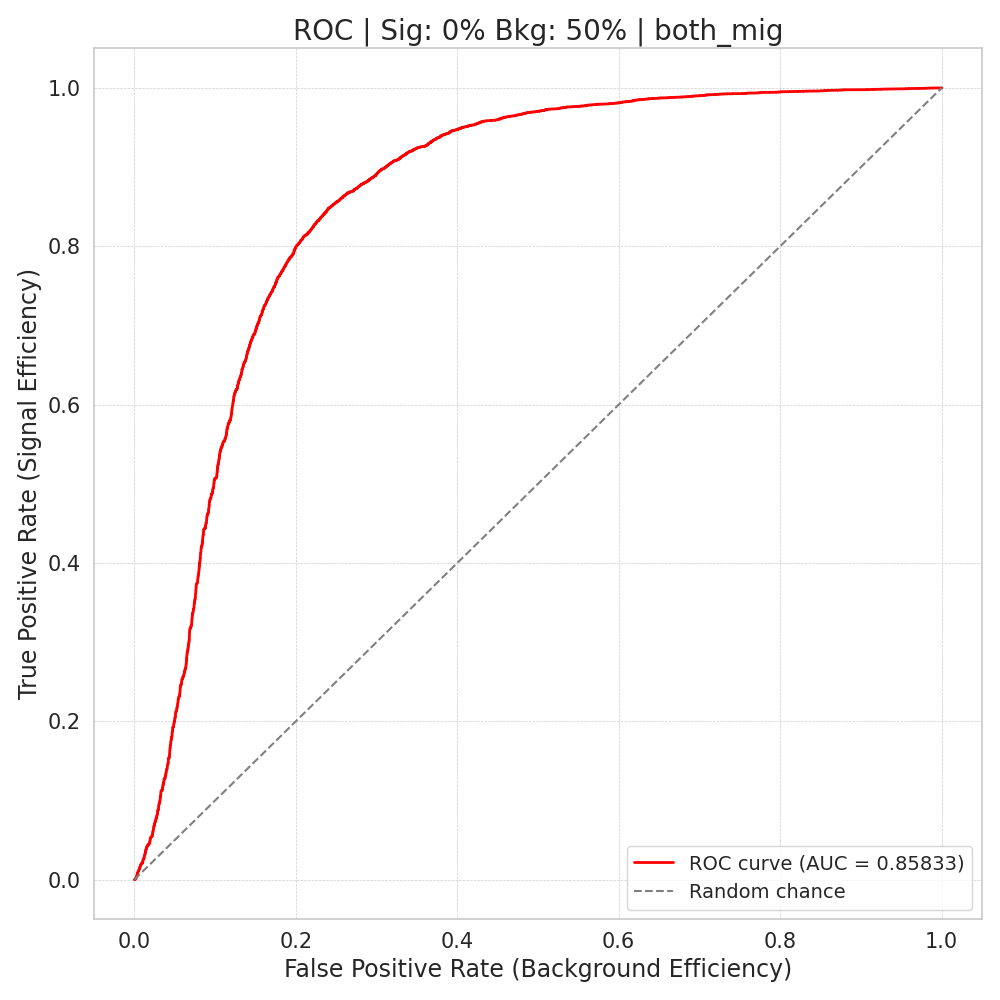 ROC | Sig: 0% Bkg: 50% | both_mig
True Positive Rate (Signal Efficiency)
1.0
0.8
0.6
0.4
0.2
0.0
0.0 0.2 0.4 0.6 0.8 1.0
False Positive Rate (Background Efficiency)
ROC curve (AUC = 0.85833)
Random chance